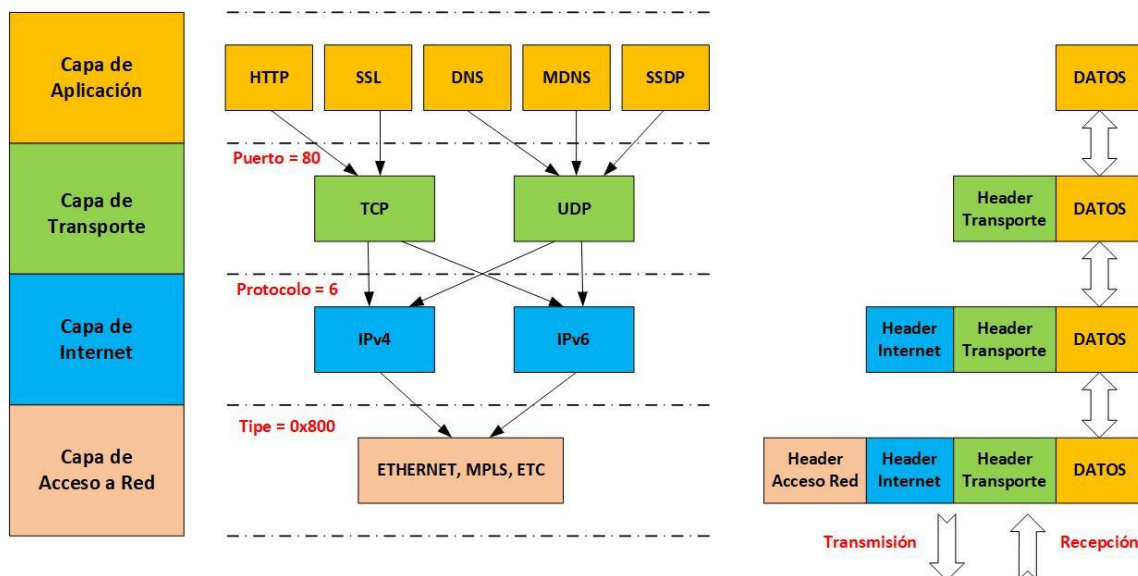 Capa de
Aplicación
HTTP
SSL
DNS
MDNS
SSDP
DATOS
Puerto = 80
Capa de
Transporte
TCP
UDP
Header
Transporte
DATOS
Protocolo = 6
Capa de
Internet
IPv4
IPv6
Header
Internet
Header
Transporte
DATOS
Tipe = 0x800
Capa de
Acceso a Red
ETHERNET, MPLS, ETC
Header
Acceso Red
Header
Internet
Header
Transporte
DATOS
Transmisión
Recepción